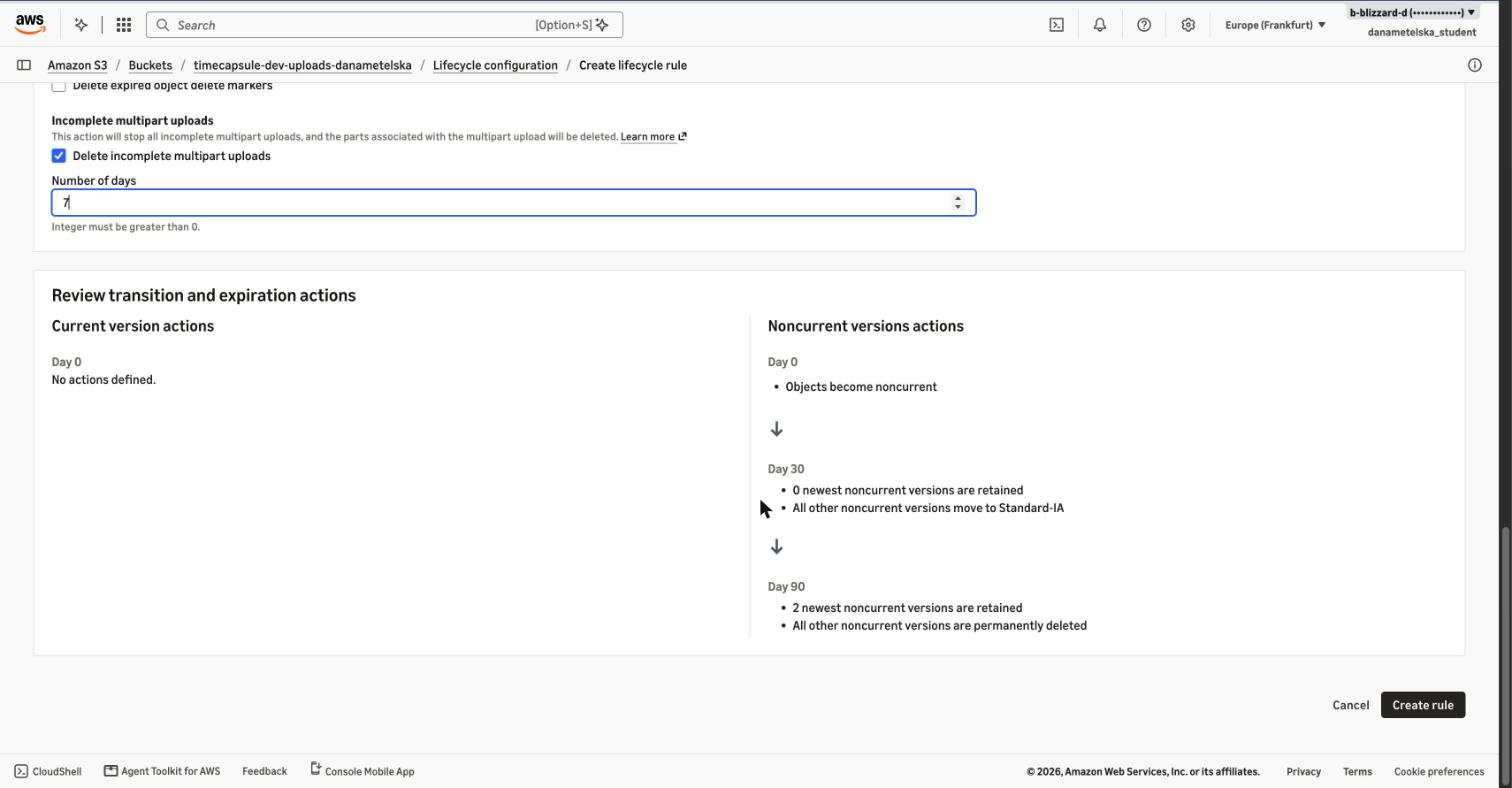 aws
Search
[Option+S]
Europe (Frankfurt)
b-blizzard-d (············)
danametelska_student
Amazon S3 / Buckets / timecapsule-dev-uploads-danametelska / Lifecycle configuration / Create lifecycle rule
Delete expired object delete markers
Incomplete multipart uploads
This action will stop all incomplete multipart uploads, and the parts associated with the multipart upload will be deleted. Learn more
Delete incomplete multipart uploads
Number of days
7
Integer must be greater than 0.
Review transition and expiration actions
Current version actions
Day 0
No actions defined.
Noncurrent versions actions
Day 0
• Objects become noncurrent
Day 30
• 0 newest noncurrent versions are retained
• All other noncurrent versions move to Standard-IA
Day 90
• 2 newest noncurrent versions are retained
• All other noncurrent versions are permanently deleted
Cancel
Create rule
CloudShell
Agent Toolkit for AWS
Feedback
Console Mobile App
© 2026, Amazon Web Services, Inc. or its affiliates.
Privacy
Terms
Cookie preferences